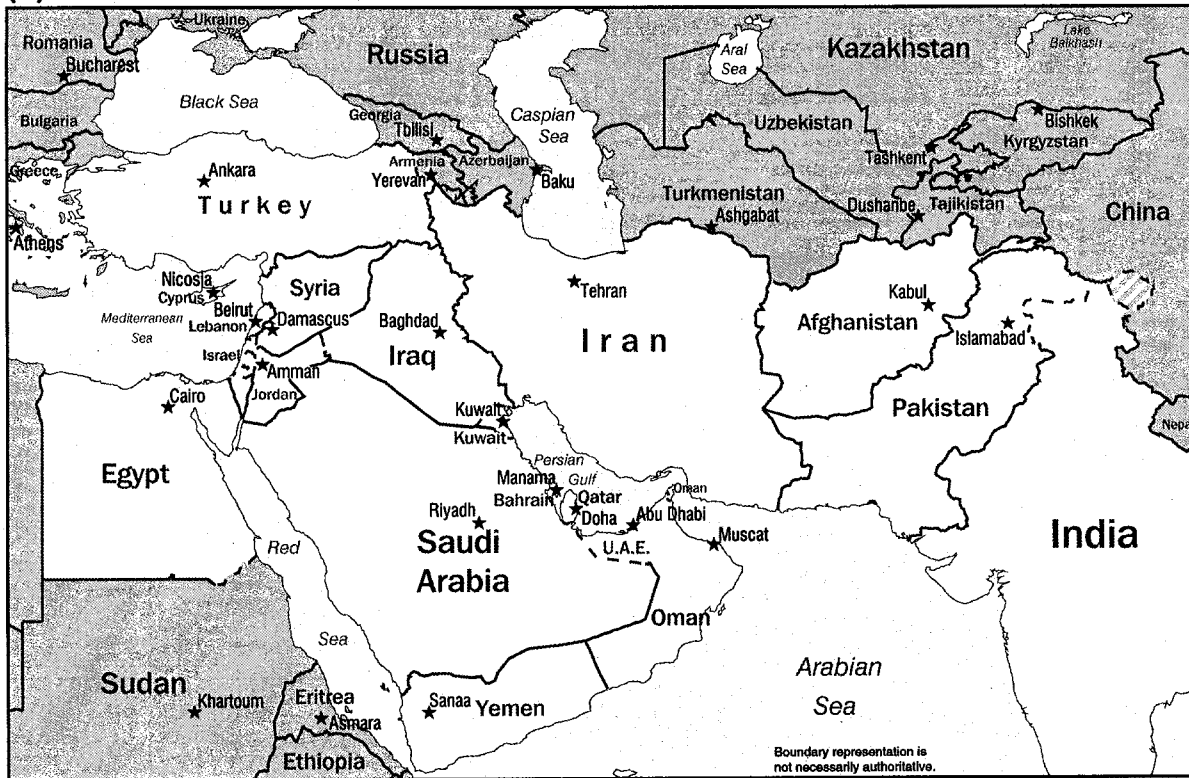 Ukraine
Romania
Bucharest
Russia
Kazakhstan
Lake
Balkhash
Aral
Sea
Black Sea
Bulgaria
Georgia
Tbilisi
Caspian
Sea
Uzbekistan
Bishkek
Kyrgyzstan
Tashkent
Greece
Ankara
Turkey
Armenia
Azerbaijan
Yerevan
Baku
Turkmenistan
Ashgabat
Dushanbe
Tajikistan
China
Athens
Nicosia
Cyprus
Syria
Tehran
Kabul
Beirut
Lebanon
Mediterranean
Sea
Damascus
Baghdad
Iraq
Iran
Afghanistan
Islamabad
Israel
Amman
Jordan
Cairo
Kuwait
Kuwait
Pakistan
Nepa
Egypt
Persian
Gulf
Manama
Bahrain
Qatar
Doha
Oman
Abu Dhabi
Riyadh
Saudi
Arabia
U.A.E.
Muscat
India
Red
Sea
Oman
Arabian
Sea
Sudan
Khartoum
Eritrea
Asmara
Sanaa
Yemen
Ethiopia
Boundary representation is
not necessarily authoritative.